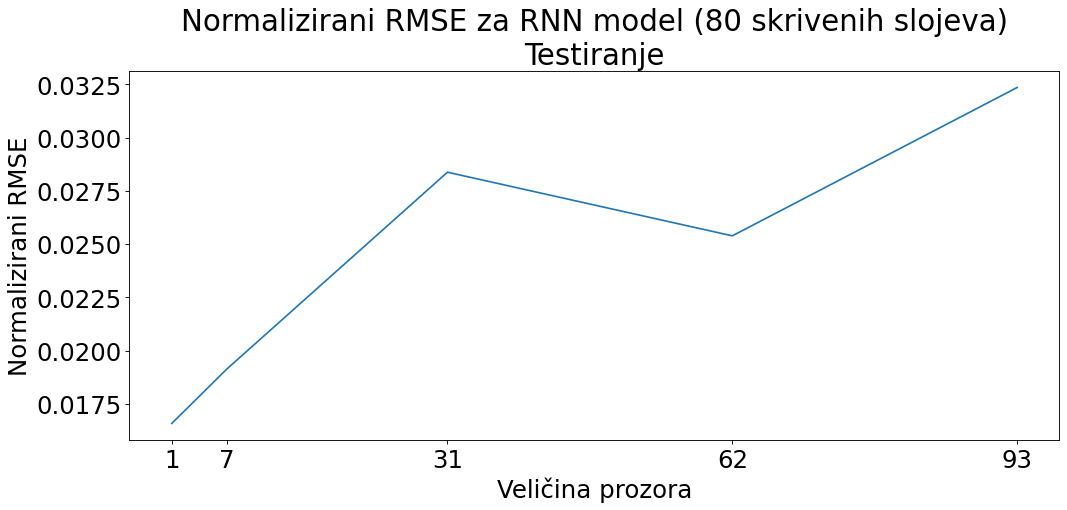 Normalizirani RMSE za RNN model (80 skrivenih slojeva)
Testiranje
Normalizirani RMSE
0.0325
0.0300
0.0275
0.0250
0.0225
0.0200
0.0175
1 7 31 62 93
Veličina prozora